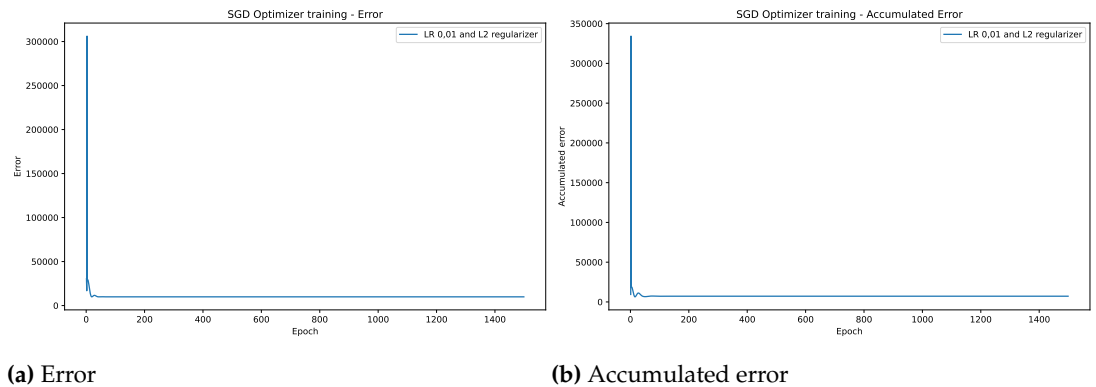 SGD Optimizer training - Error
LR 0,01 and L2 regularizer
300000
250000
200000
150000
100000
50000
0
Error
0 200 400 600 800 1000 1200 1400
Epoch
(a) Error
SGD Optimizer training - Accumulated Error
LR 0,01 and L2 regularizer
350000
300000
250000
200000
150000
100000
50000
0
Accumulated error
0 200 400 600 800 1000 1200 1400
Epoch
(b) Accumulated error